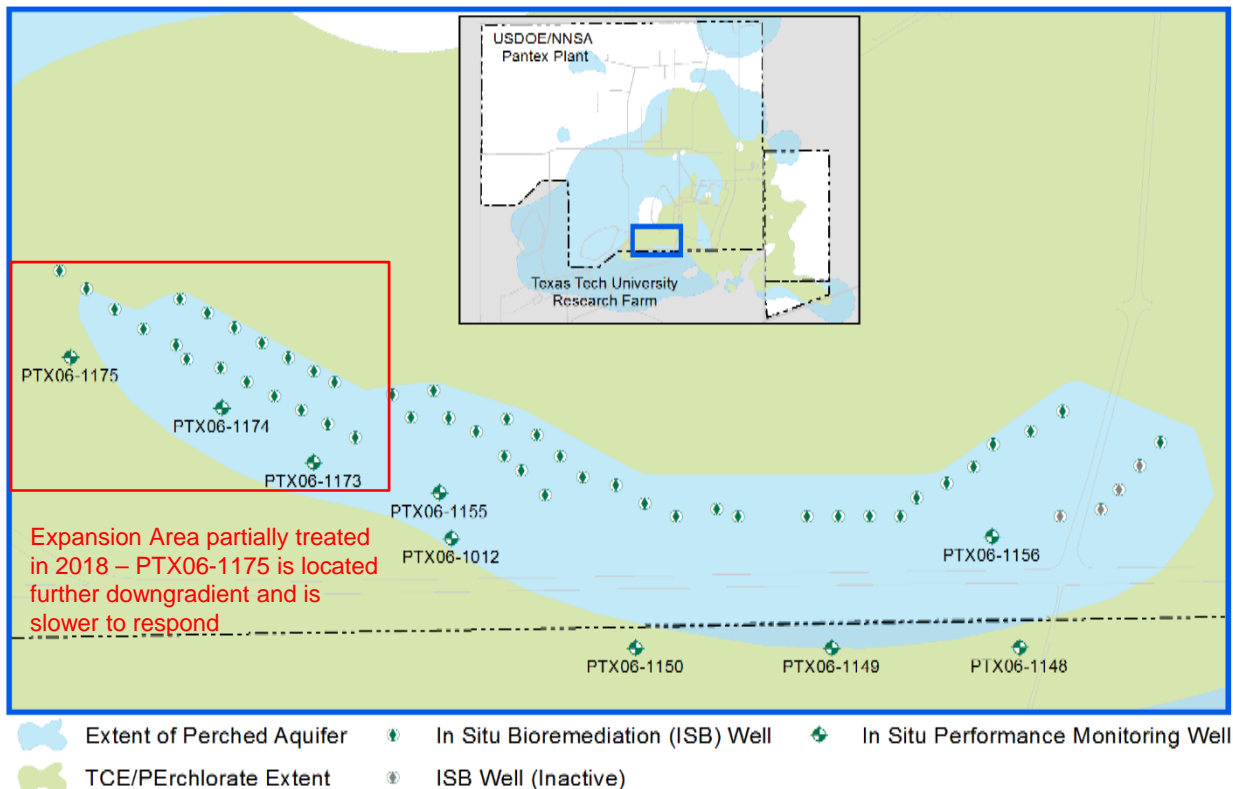 USDOE/NNSA
Pantex Plant
Texas Tech University
Research Farm
PTX06-1175
PTX06-1174
PTX06-1173
PTX06-1155
PTX06-1012
PTX06-1156
Expansion Area partially treated
in 2018 – PTX06-1175 is located
further downgradient and is
slower to respond
PTX06-1150
PTX06-1149
PTX06-1148
Extent of Perched Aquifer
In Situ Bioremediation (ISB) Well
In Situ Performance Monitoring Well
TCE/PErchlorate Extent
ISB Well (Inactive)